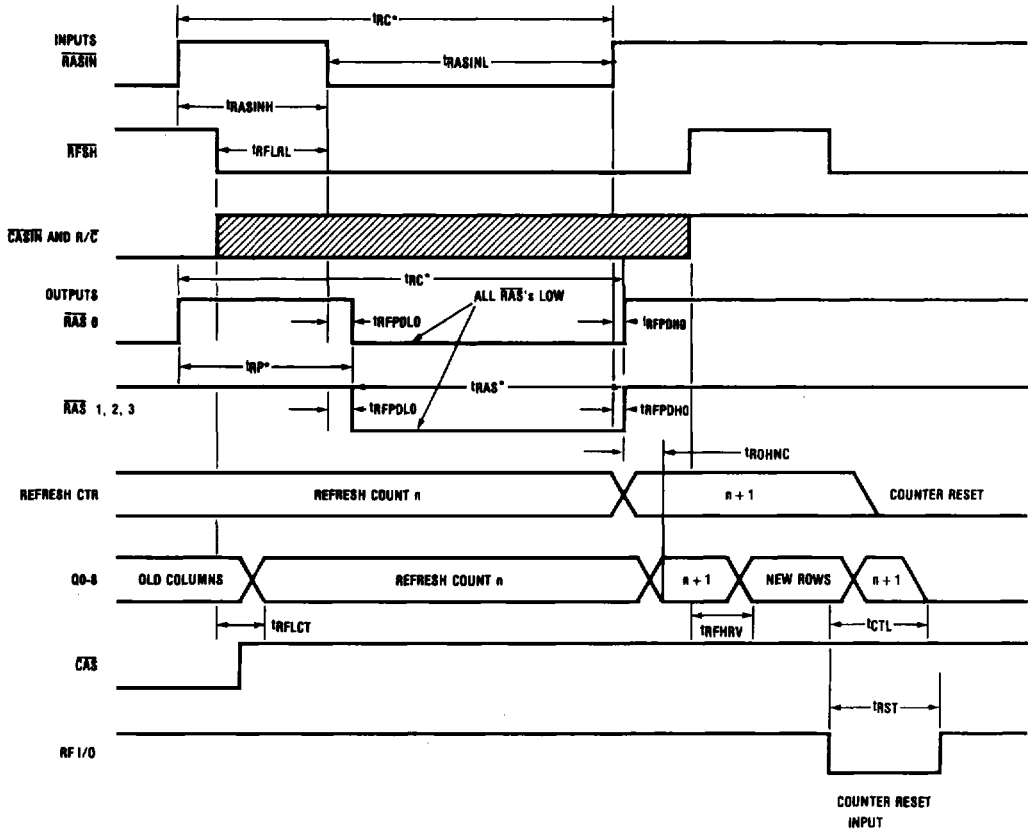 tRC*
INPUTS
RASIN
tRASINL
tRASINH
RFSH
tRFLRL
CASIN AND R/C
tRC*
OUTPUTS
ALL RAS's LOW
RAS 0
tRFPDL0
tRFPDH0
tRP*
tRAS*
RAS 1, 2, 3
tRFPDL0
tRFPDH0
tROHNC
REFRESH CTR
REFRESH COUNT n
n + 1
COUNTER RESET
Q0-8
OLD COLUMNS
REFRESH COUNT n
n + 1
NEW ROWS
n + 1
tRFLCT
tRFHRV
tCTL
CAS
tRST
RF I/O
COUNTER RESET
INPUT